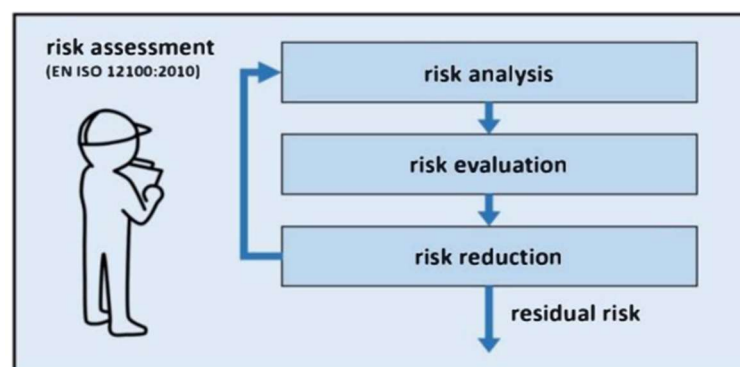 risk assessment
(EN ISO 12100:2010)
risk analysis
risk evaluation
risk reduction
residual risk